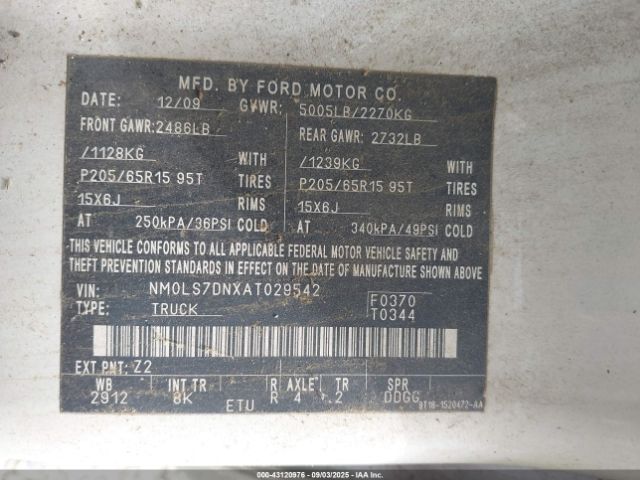 MFD. BY FORD MOTOR CO.
DATE: 12/09 GVWR: 5005LB/2270KG
FRONT GAWR: 2486LB REAR GAWR: 2732LB
/1128KG WITH /1239KG WITH
P205/65R15 95T TIRES P205/65R15 95T TIRES
15X6J RIMS 15X6J RIMS
AT 250kPA/36PSI COLD AT 340kPA/49PSI COLD
THIS VEHICLE CONFORMS TO ALL APPLICABLE FEDERAL MOTOR VEHICLE SAFETY AND
THEFT PREVENTION STANDARDS IN EFFECT ON THE DATE OF MANUFACTURE SHOWN ABOVE.
VIN: NM0LS7DNXAT029542 F0370
TYPE: TRUCK T0344
EXT PNT: Z2
WB INT TR R AXLE TR SPR
2912 8K R 4 2 DDGG
ETU 9T16-1520472-AA
© 43120976 - 09/03/2025 - IAA Inc.